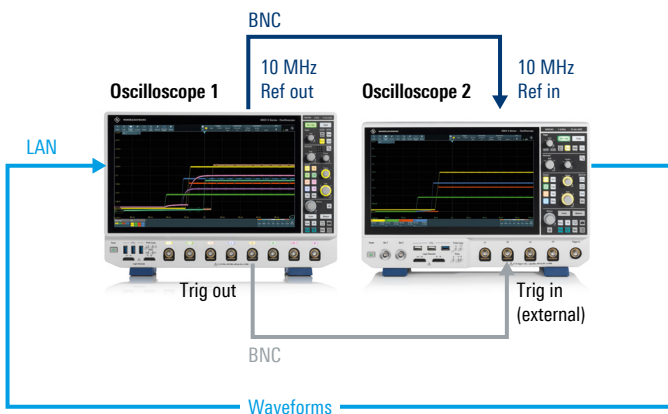 BNC
10 MHz
Ref out
10 MHz
Ref in
Oscilloscope 1
Oscilloscope 2
LAN
Trig out
Trig in
(external)
BNC
Waveforms